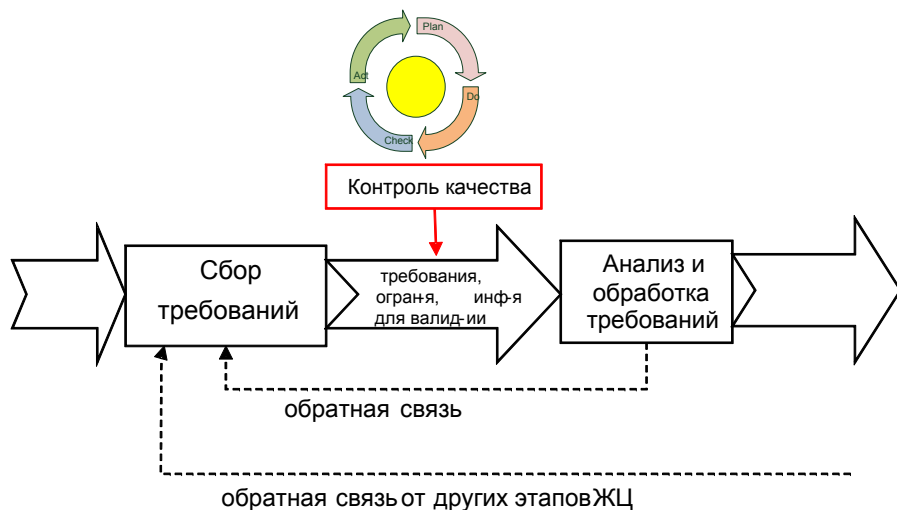 Plan
Act
Do
Check
Контроль качества
Сбор
требований
требования,
огран-я, инф-я
для валид-ии
Анализ и
обработка
требований
обратная связь
обратная связь от других этапов ЖЦ